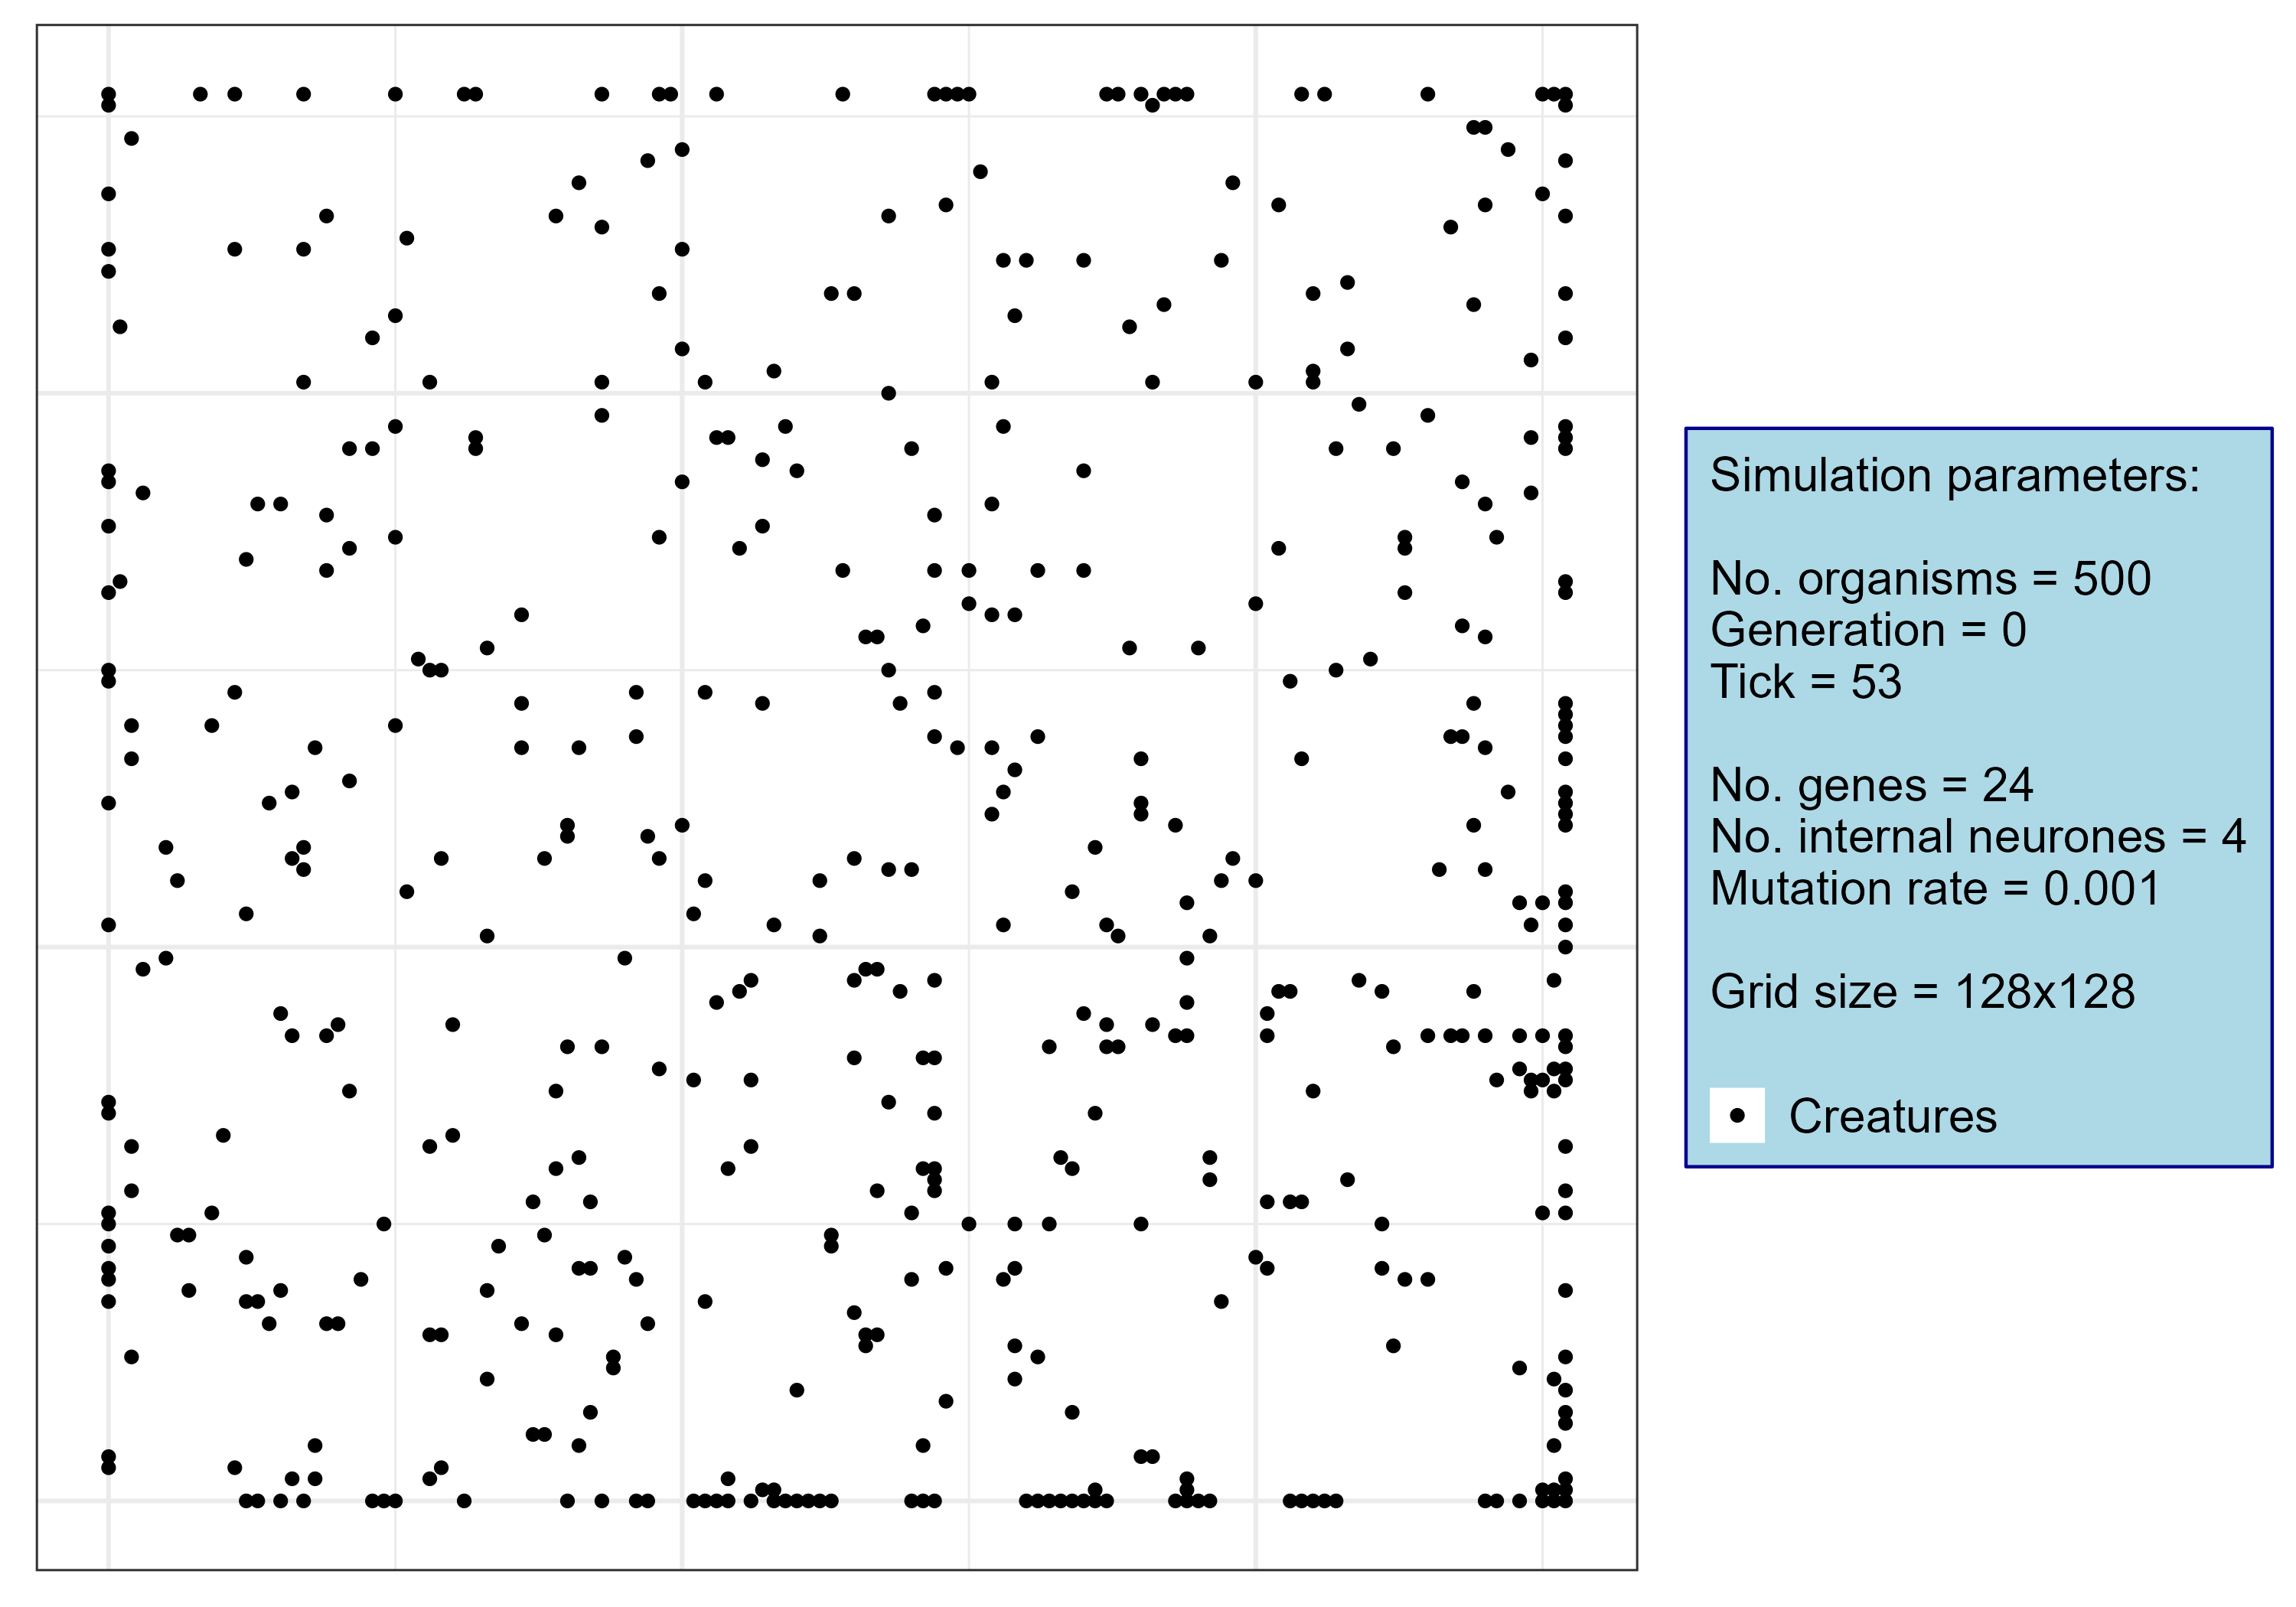 Simulation parameters:
No. organisms = 500
Generation = 0
Tick = 53
No. genes = 24
No. internal neurones = 4
Mutation rate = 0.001
Grid size = 128x128
Creatures